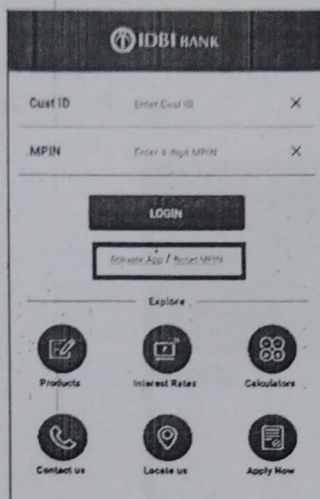 IDBI BANK
Cust ID Enter Cust ID X
MPIN Enter 4 digit MPIN X
LOGIN
Activate App / Reset MPIN
Explore
Products Interest Rates Calculators
Contact us Locate us Apply Now